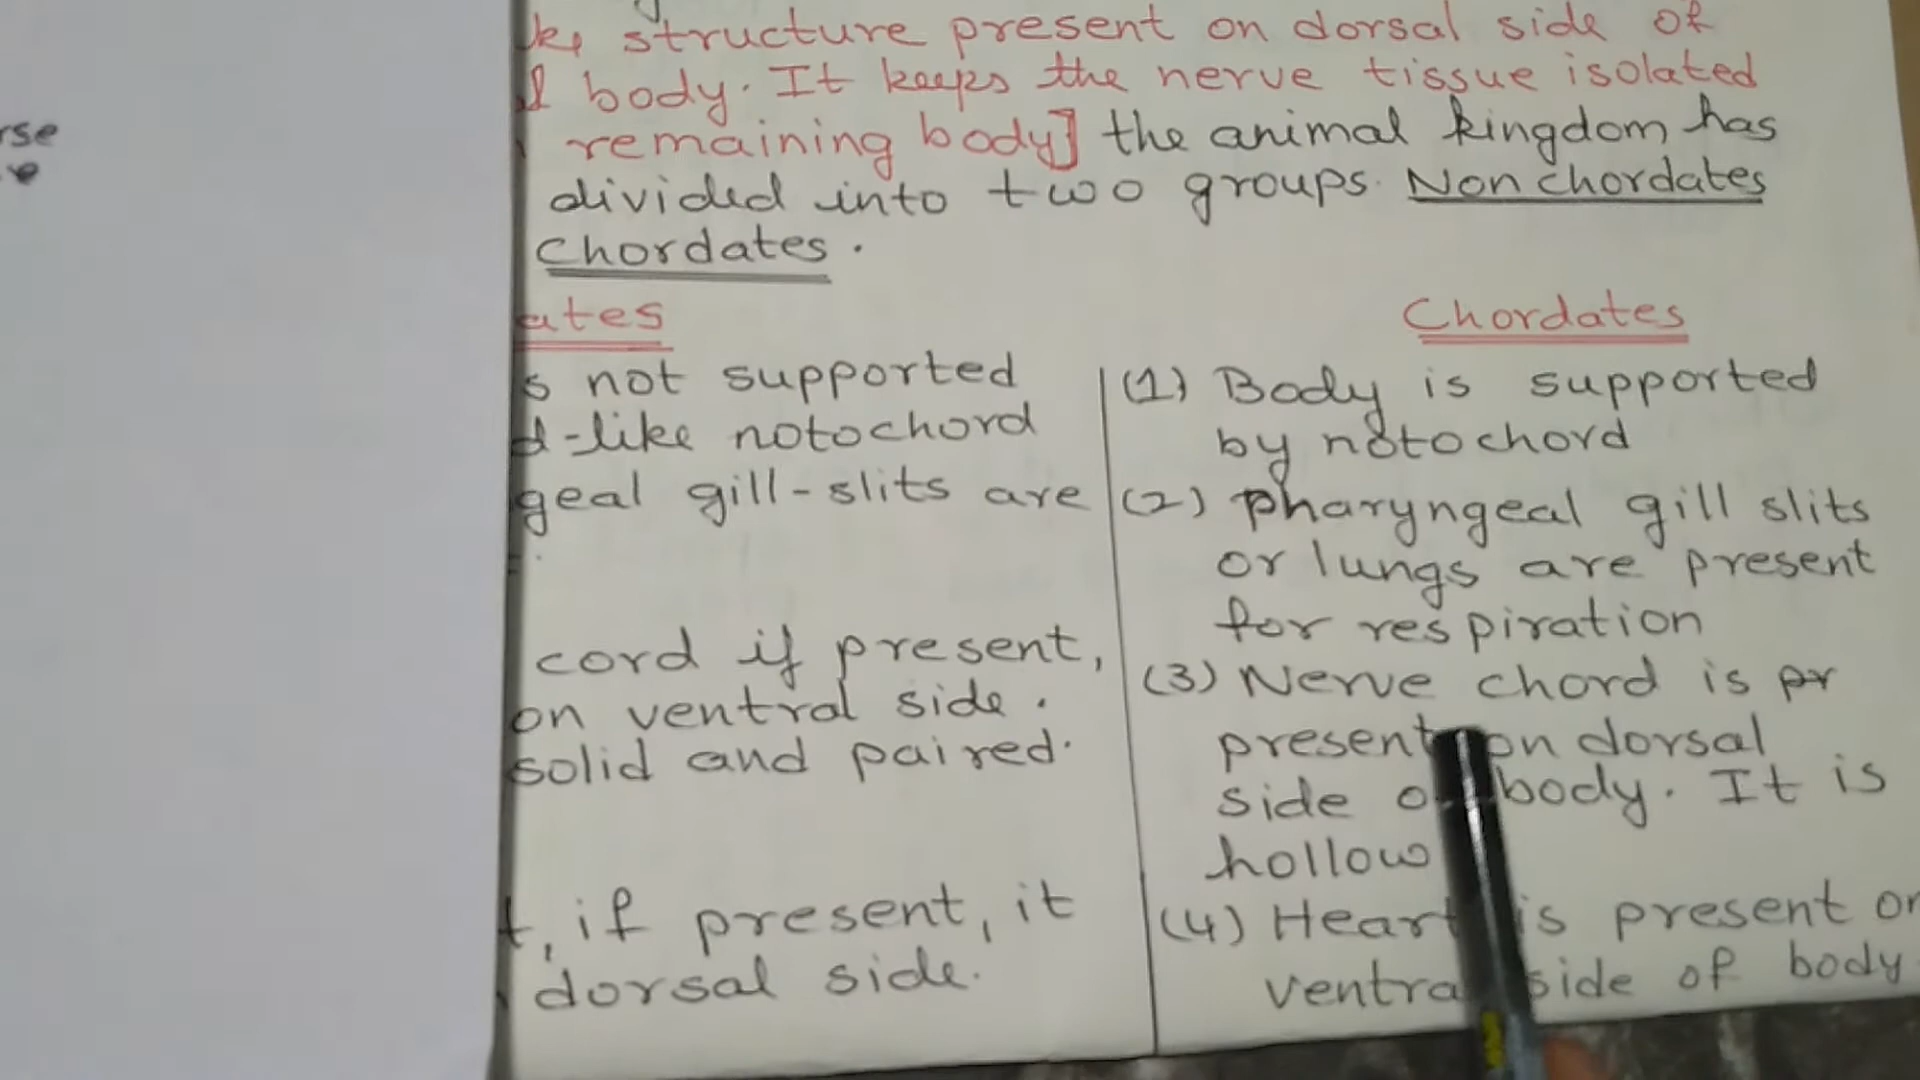 rse
structure present on dorsal side of
body. It keeps the nerve tissue isolated
remaining body] the animal kingdom has
divided into two groups. Non chordates
Chordates.
ates
s not supported
d-like notochord
geal gill-slits are
cord if present,
on ventral side.
solid and paired.
t, if present, it
dorsal side.
Chordates
(1) Body is supported
by notochord
(2) Pharyngeal gill slits
or lungs are present
for respiration
(3) Nerve chord is pr
present on dorsal
side body. It is
hollow
(4) Heart is present on
ventral side of body